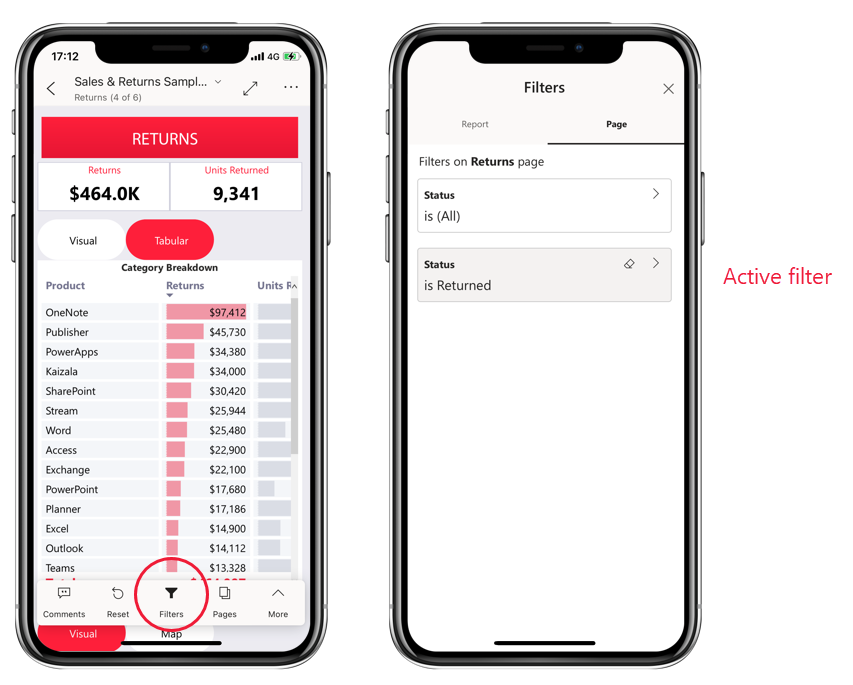 17:12
4G
Sales & Returns Sampl...
Returns (4 of 6)
RETURNS
Returns
Units Returned
$464.0K
9,341
Visual
Tabular
Category Breakdown
Product
Returns
Units R
OneNote
$97,412
Publisher
$45,730
PowerApps
$34,380
Kaizala
$34,000
SharePoint
$30,420
Stream
$25,944
Word
$25,480
Access
$22,900
Exchange
$22,100
PowerPoint
$17,680
Planner
$17,186
Excel
$14,900
Outlook
$14,112
Teams
$13,328
Comments
Reset
Filters
Pages
More
Visual
Map
Filters
Report
Page
Filters on Returns page
Status
is (All)
Status
is Returned
Active filter